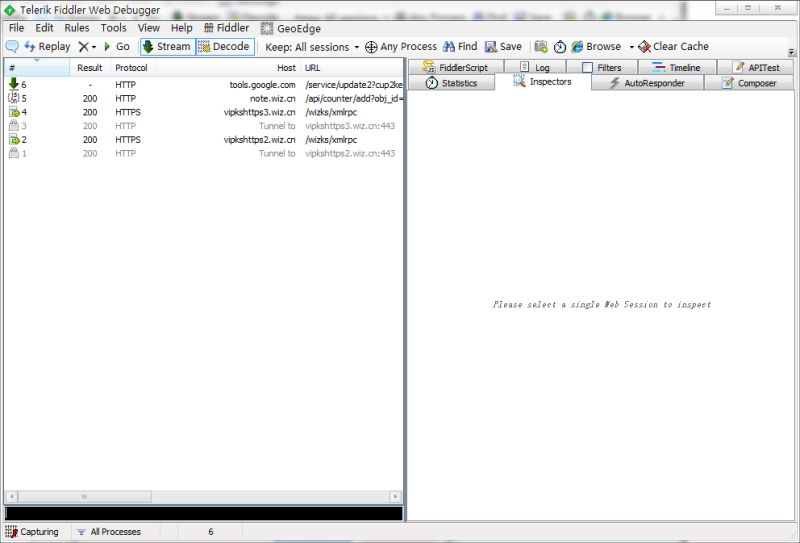 Telerik Fiddler Web Debugger
File Edit Rules Tools View Help Fiddler GeoEdge
Replay Go Stream Decode Keep: All sessions Any Process Find Save Browse Clear Cache
# Result Protocol Host URL
6 - HTTP tools.google.com /service/update2?cup2ke
5 200 HTTP note.wiz.cn /api/counter/add?obj_id=
4 200 HTTPS vipkshttps3.wiz.cn /wizks/xmlrpc
3 200 HTTP Tunnel to vipkshttps3.wiz.cn:443
2 200 HTTPS vipkshttps2.wiz.cn /wizks/xmlrpc
1 200 HTTP Tunnel to vipkshttps2.wiz.cn:443
FiddlerScript Log Filters Timeline APITest
Statistics Inspectors AutoResponder Composer
Please select a single Web Session to inspect
Capturing All Processes 6